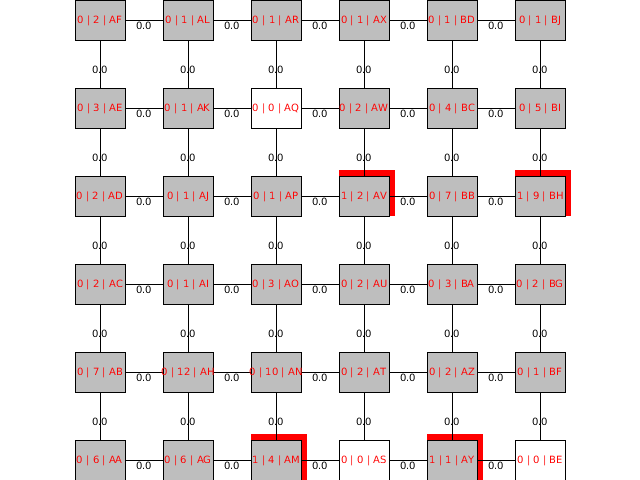 0 | 2 | AF 0.0 0 | 1 | AL 0.0 0 | 1 | AR 0.0 0 | 1 | AX 0.0 0 | 1 | BD 0.0 0 | 1 | BJ
0.0 0.0 0.0 0.0 0.0 0.0
0 | 3 | AE 0.0 0 | 1 | AK 0.0 0 | 0 | AQ 0.0 0 | 2 | AW 0.0 0 | 4 | BC 0.0 0 | 5 | BI
0.0 0.0 0.0 0.0 0.0 0.0
0 | 2 | AD 0.0 0 | 1 | AJ 0.0 0 | 1 | AP 0.0 1 | 2 | AV 0.0 0 | 7 | BB 0.0 1 | 9 | BH
0.0 0.0 0.0 0.0 0.0 0.0
0 | 2 | AC 0.0 0 | 1 | AI 0.0 0 | 3 | AO 0.0 0 | 2 | AU 0.0 0 | 3 | BA 0.0 0 | 2 | BG
0.0 0.0 0.0 0.0 0.0 0.0
0 | 7 | AB 0.0 0 | 12 | AH 0.0 0 | 10 | AN 0.0 0 | 2 | AT 0.0 0 | 2 | AZ 0.0 0 | 1 | BF
0.0 0.0 0.0 0.0 0.0 0.0
0 | 6 | AA 0.0 0 | 6 | AG 0.0 1 | 4 | AM 0.0 0 | 0 | AS 0.0 1 | 1 | AY 0.0 0 | 0 | BE